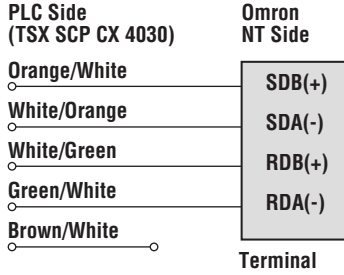 PLC Side
(TSX SCP CX 4030)
Omron
NT Side
Orange/White
SDB(+)
White/Orange
SDA(-)
White/Green
RDB(+)
Green/White
RDA(-)
Brown/White
Terminal